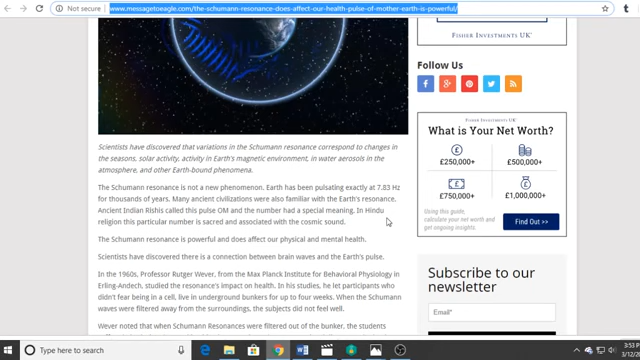 Not secure
www.messagetoeagle.com/the-schumann-resonance-does-affect-our-health-pulse-of-mother-earth-is-powerful/
FISHER INVESTMENTS UK
Scientists have discovered that variations in the Schumann resonance correspond to changes in
the seasons, solar activity, activity in Earth's magnetic environment, in water aerosols in the
atmosphere, and other Earth-bound phenomena.
The Schumann resonance is not a new phenomenon. Earth has been pulsating exactly at 7.83 Hz
for thousands of years. Many ancient civilizations were also familiar with the Earth's resonance,
Ancient Indian Rishis called this pulse OM and the number had a special meaning. In Hindu
religion this particular number is sacred and associated with the cosmic sound.
The Schumann resonance is powerful and does affect our physical and mental health.
Scientists have discovered there is a connection between brain waves and the Earth's pulse.
In the 1960s, Professor Rutger Wever, from the Max Planck Institute for Behavioral Physiology in
Erling-Andech, studied the resonance's impact on health. In his studies, he let participants who
didn't fear being in a cell, live in underground bunkers for up to four weeks. When the Schumann
waves were filtered away from the surroundings, the subjects did not feel well.
Wever noted that when Schumann Resonances were filtered out of the bunker, the students
Follow Us
FISHER INVESTMENTS UK
What is Your Net Worth?
£250,000+
£500,000+
£750,000+
£1,000,000+
Using this guide,
calculate your net worth and
get ongoing insights.
Find Out >>
Subscribe to our
newsletter
Email*
Type here to search
3:53
3/12/